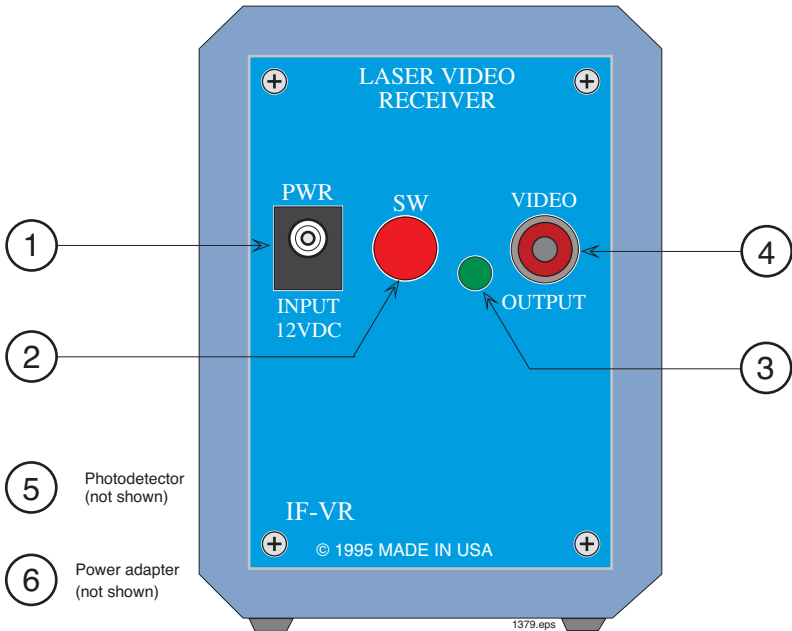 LASER VIDEO
RECEIVER
PWR
SW
VIDEO
1
4
INPUT
12VDC
OUTPUT
2
3
5
Photodetector
(not shown)
IF-VR
6
Power adapter
(not shown)
© 1995 MADE IN USA
1379.eps